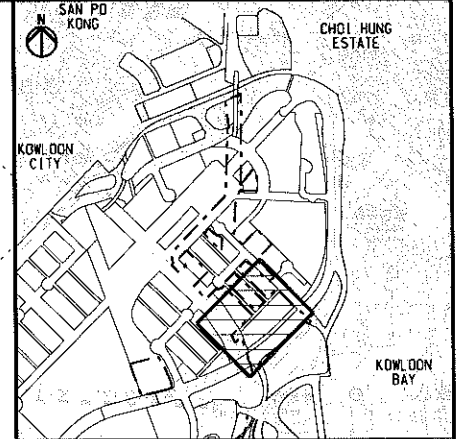 N
SAN PO
KONG
CHOI HUNG
ESTATE
KOWLOON
CITY
KOWLOON
BAY